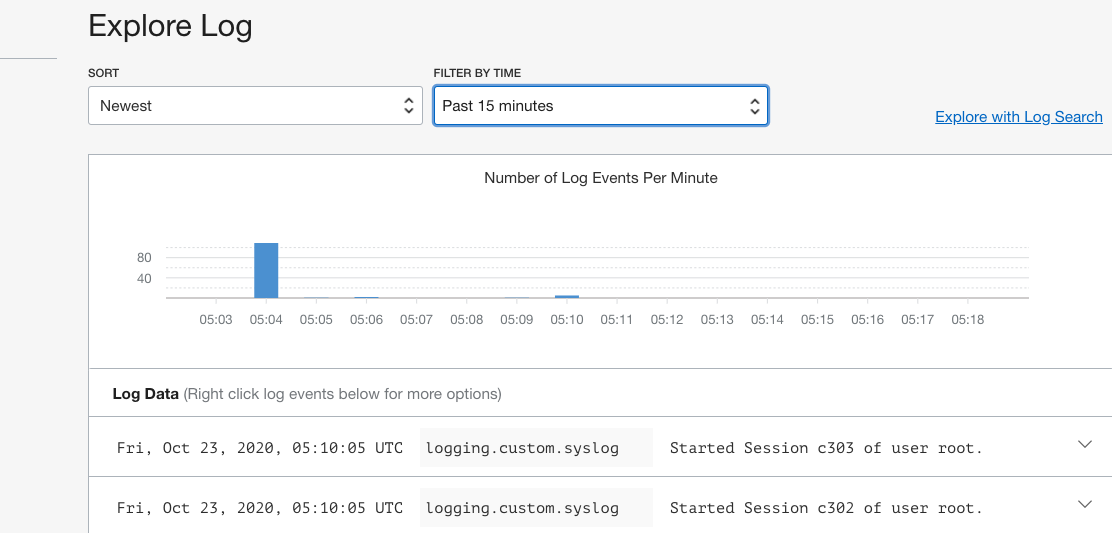 Explore Log
SORT
FILTER BY TIME
Newest
Past 15 minutes
Explore with Log Search
Number of Log Events Per Minute
80
40
05:03 05:04 05:05 05:06 05:07 05:08 05:09 05:10 05:11 05:12 05:13 05:14 05:15 05:16 05:17 05:18
Log Data (Right click log events below for more options)
Fri, Oct 23, 2020, 05:10:05 UTC logging.custom.syslog Started Session c303 of user root.
Fri, Oct 23, 2020, 05:10:05 UTC logging.custom.syslog Started Session c302 of user root.